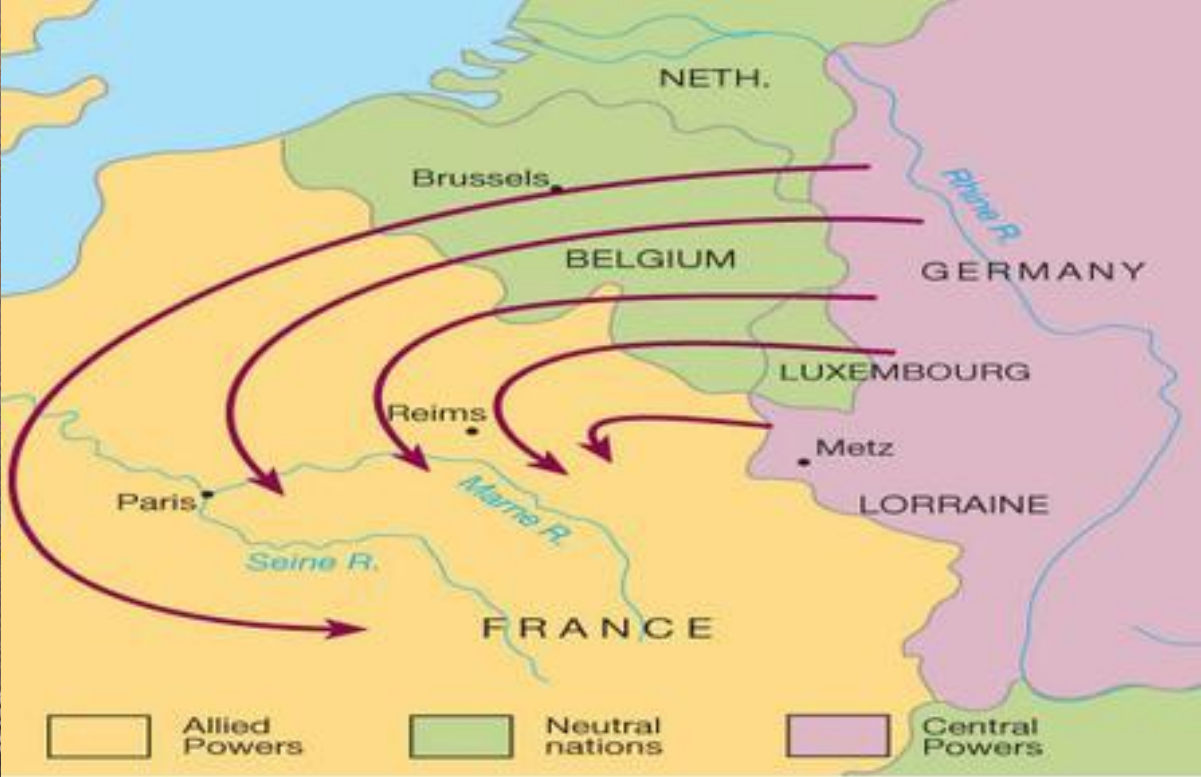 NETH.
Brussels
Rhine R.
BELGIUM
GERMANY
LUXEMBOURG
Reims
Metz
Paris
Marne R.
LORRAINE
Seine R.
FRANCE
Allied
Powers
Neutral
nations
Central
Powers